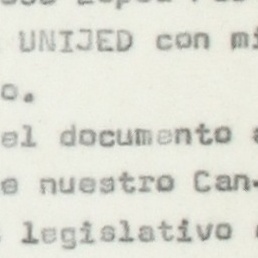 UNIJED con mi
o.
el documento a
e nuestro Can-
legislativo